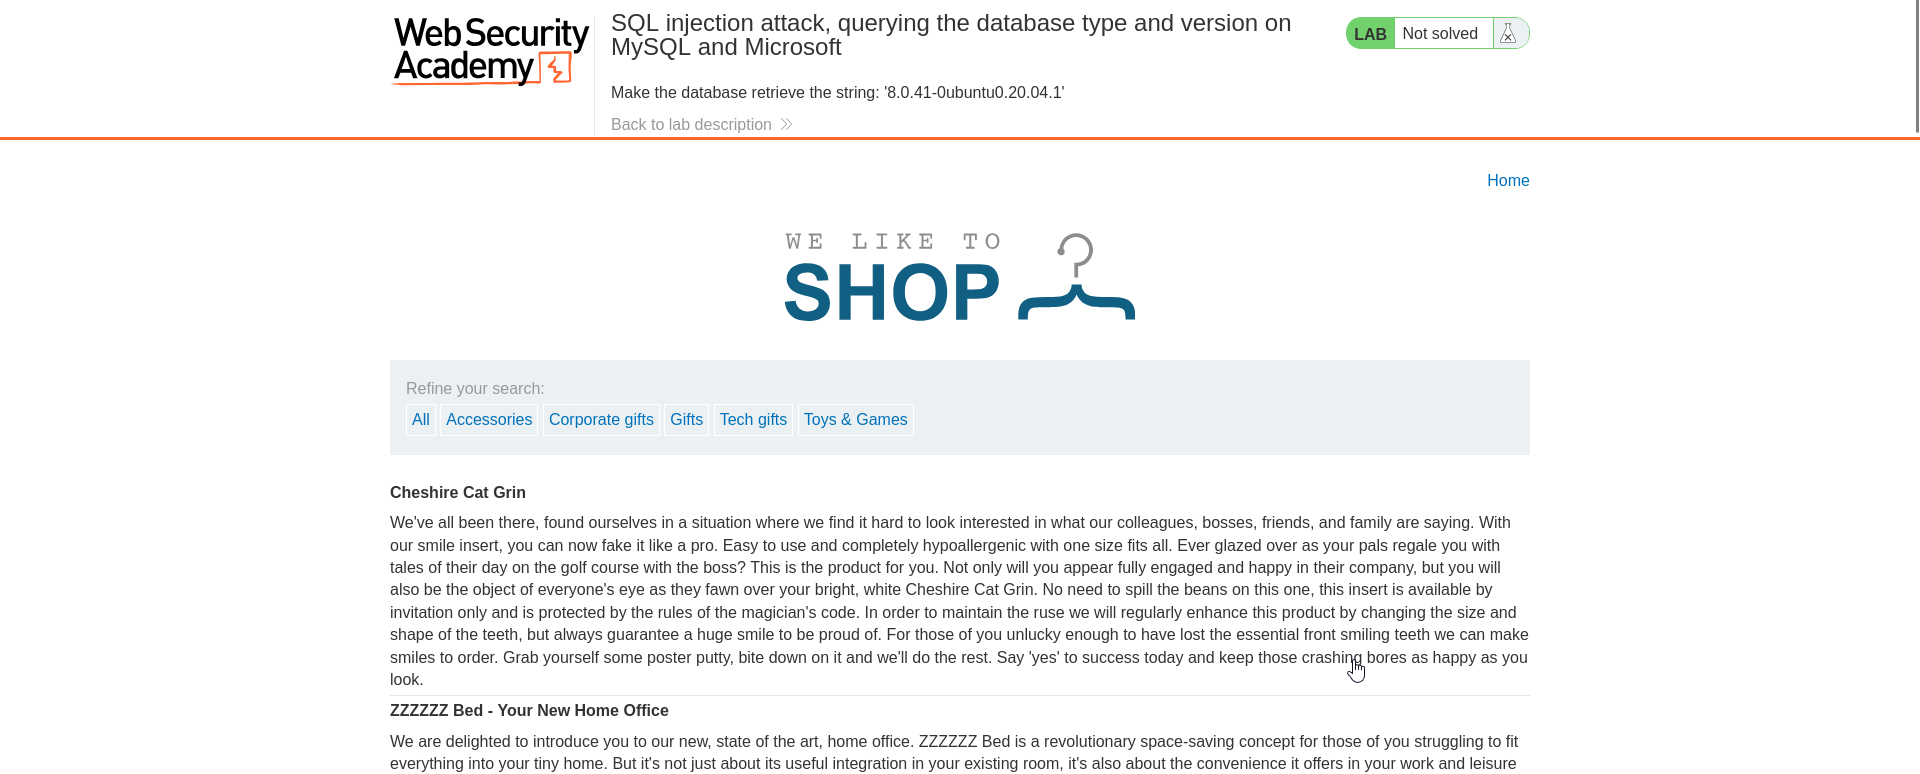 Web Security
Academy
SQL injection attack, querying the database type and version on
MySQL and Microsoft
LAB
Not solved
Make the database retrieve the string: '8.0.41-0ubuntu0.20.04.1'
Back to lab description
Home
WE LIKE TO
SHOP
Refine your search:
All Accessories Corporate gifts Gifts Tech gifts Toys & Games
Cheshire Cat Grin
We've all been there, found ourselves in a situation where we find it hard to look interested in what our colleagues, bosses, friends, and family are saying. With
our smile insert, you can now fake it like a pro. Easy to use and completely hypoallergenic with one size fits all. Ever glazed over as your pals regale you with
tales of their day on the golf course with the boss? This is the product for you. Not only will you appear fully engaged and happy in their company, but you will
also be the object of everyone's eye as they fawn over your bright, white Cheshire Cat Grin. No need to spill the beans on this one, this insert is available by
invitation only and is protected by the rules of the magician's code. In order to maintain the ruse we will regularly enhance this product by changing the size and
shape of the teeth, but always guarantee a huge smile to be proud of. For those of you unlucky enough to have lost the essential front smiling teeth we can make
smiles to order. Grab yourself some poster putty, bite down on it and we'll do the rest. Say 'yes' to success today and keep those crashing bores as happy as you
look.
ZZZZZZ Bed - Your New Home Office
We are delighted to introduce you to our new, state of the art, home office. ZZZZZZ Bed is a revolutionary space-saving concept for those of you struggling to fit
everything into your tiny home. But it's not just about its useful integration in your existing room, it's also about the convenience it offers in your work and leisure